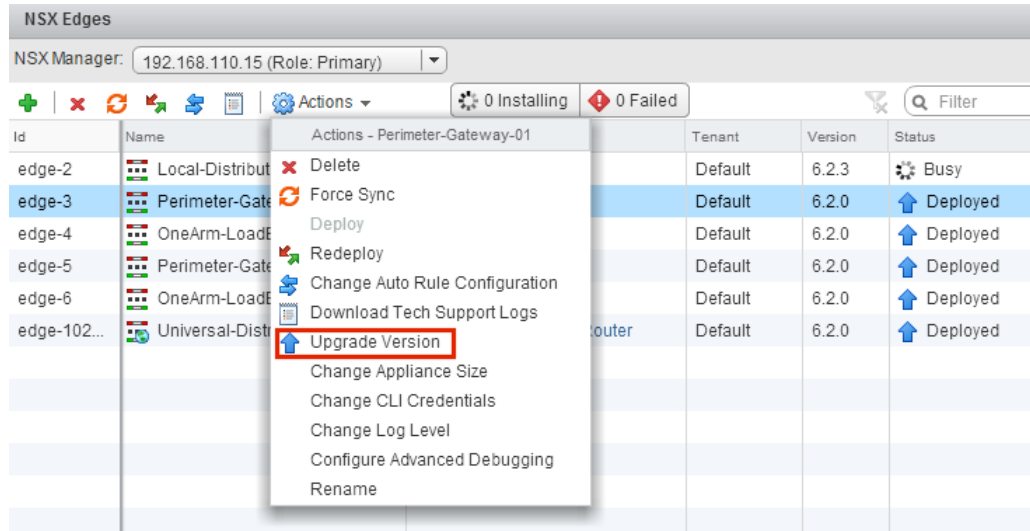 NSX Edges
NSX Manager: 192.168.110.15 (Role: Primary)
Actions 0 Installing 0 Failed Filter
Id Name Tenant Version Status
edge-2 Local-Distribut Default 6.2.3 Busy
edge-3 Perimeter-Gate Default 6.2.0 Deployed
edge-4 OneArm-LoadB Default 6.2.0 Deployed
edge-5 Perimeter-Gate Default 6.2.0 Deployed
edge-6 OneArm-LoadB Default 6.2.0 Deployed
edge-102... Universal-Distr Router Default 6.2.0 Deployed
Actions - Perimeter-Gateway-01
Delete
Force Sync
Deploy
Redeploy
Change Auto Rule Configuration
Download Tech Support Logs
Upgrade Version
Change Appliance Size
Change CLI Credentials
Change Log Level
Configure Advanced Debugging
Rename